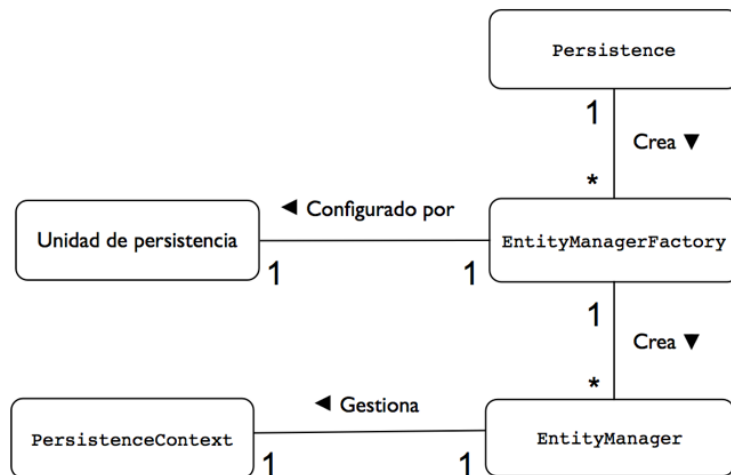 Persistence
1
Crea ▼
*
◄ Configurado por
Unidad de persistencia
EntityManagerFactory
1
1
1
Crea ▼
*
◄ Gestiona
PersistenceContext
EntityManager
1
1